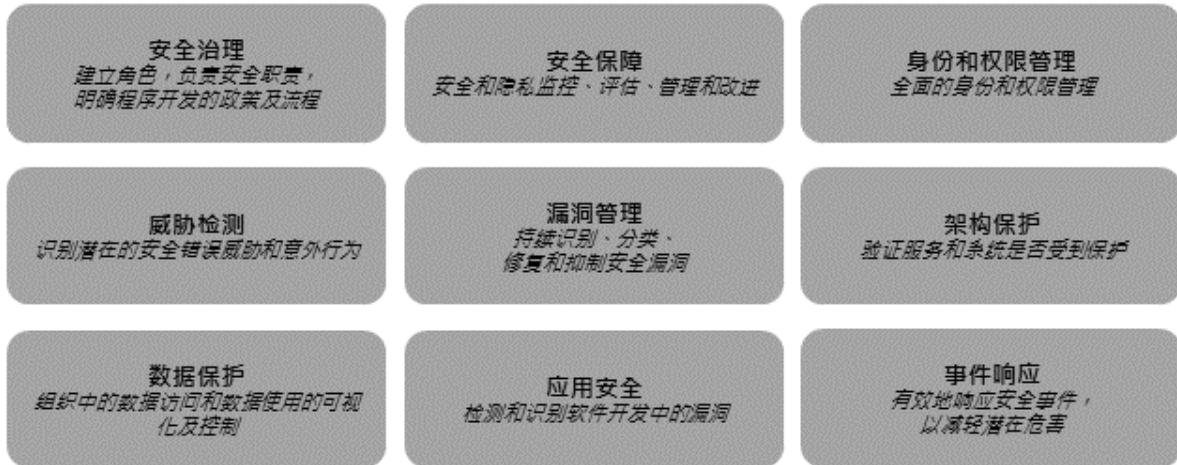 安全治理
建立角色，负责安全职责，
明确程序开发的政策及流程
安全保障
安全和隐私监控、评估、管理和改进
身份和权限管理
全面的身份和权限管理
威胁检测
识别潜在的安全错误威胁和意外行为
漏洞管理
持续识别、分类、
修复和抑制安全漏洞
架构保护
验证服务和系统是否受到保护
数据保护
组织中的数据访问和数据使用的可视
化及控制
应用安全
检测和识别软件开发中的漏洞
事件响应
有效地响应安全事件，
以减轻潜在危害